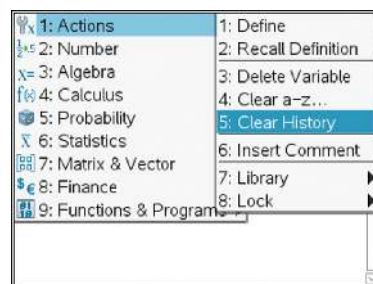 1: Actions
2: Number
3: Algebra
4: Calculus
5: Probability
6: Statistics
7: Matrix & Vector
8: Finance
9: Functions & Programs
1: Define
2: Recall Definition
3: Delete Variable
4: Clear a–z...
5: Clear History
6: Insert Comment
7: Library
8: Lock